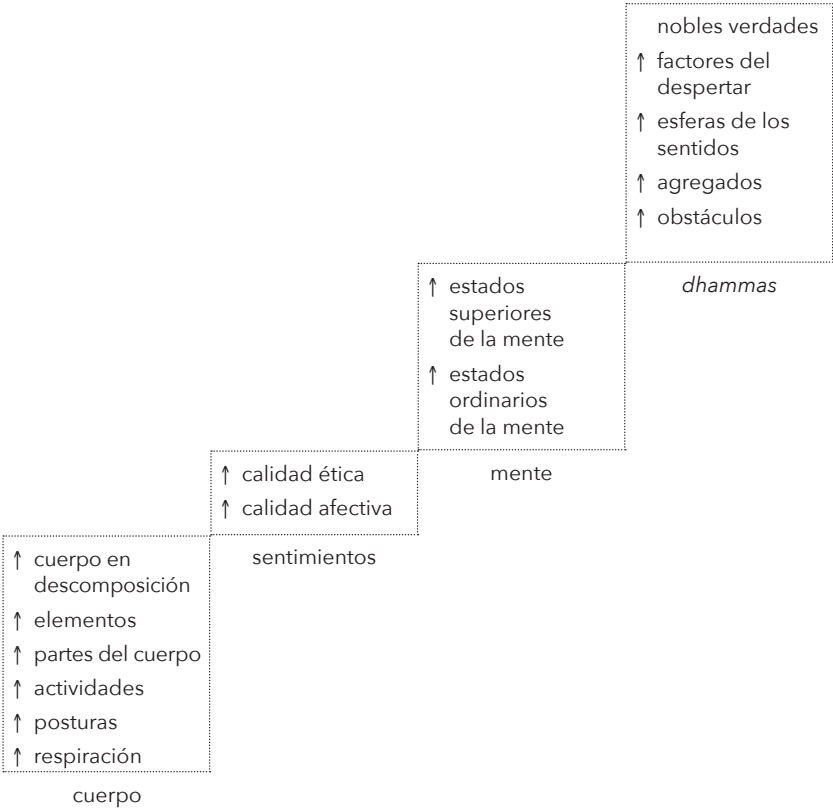 nobles verdades
↑ factores del
despertar
↑ esferas de los
sentidos
↑ agregados
↑ obstáculos
dhammas
↑ estados
superiores
de la mente
↑ estados
ordinarios
de la mente
mente
↑ calidad ética
↑ calidad afectiva
sentimientos
↑ cuerpo en
descomposición
↑ elementos
↑ partes del cuerpo
↑ actividades
↑ posturas
↑ respiración
cuerpo